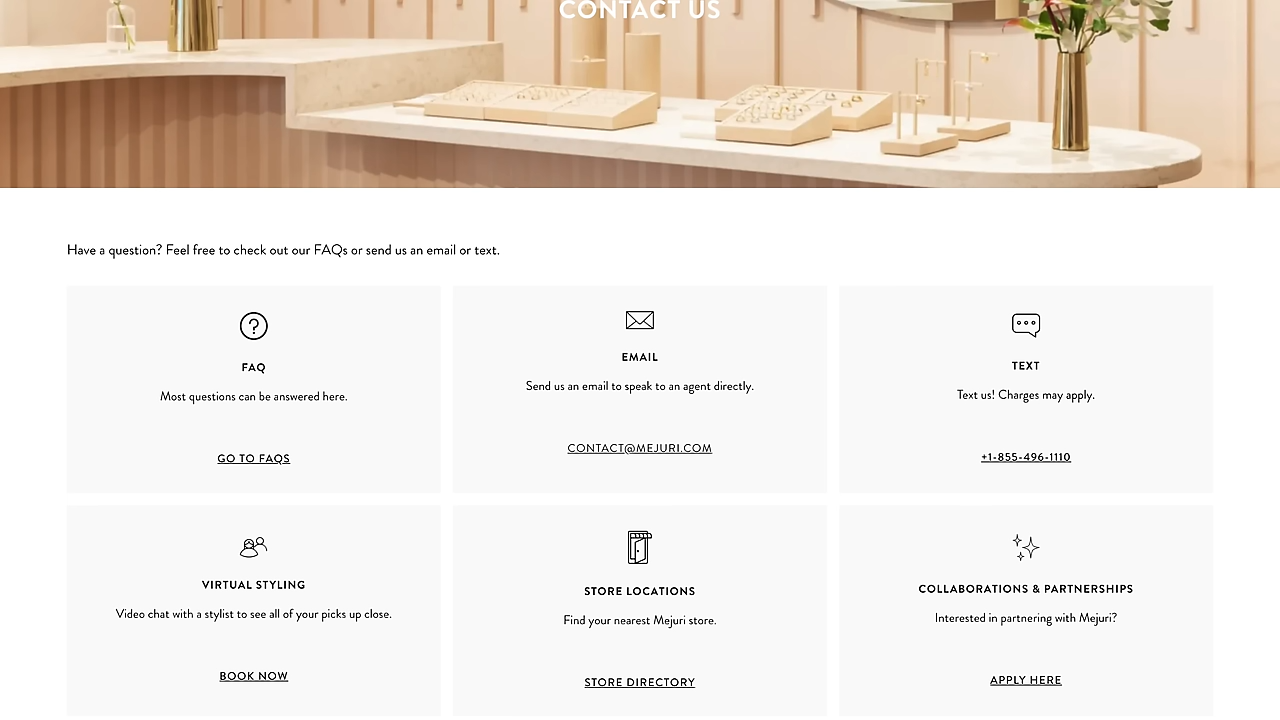 CONTACT US
Have a question? Feel free to check out our FAQs or send us an email or text.
FAQ
Most questions can be answered here.
GO TO FAQS
EMAIL
Send us an email to speak to an agent directly.
CONTACT@MEJURI.COM
TEXT
Text us! Charges may apply.
+1-855-496-1110
VIRTUAL STYLING
Video chat with a stylist to see all of your picks up close.
BOOK NOW
STORE LOCATIONS
Find your nearest Mejuri store.
STORE DIRECTORY
COLLABORATIONS & PARTNERSHIPS
Interested in partnering with Mejuri?
APPLY HERE